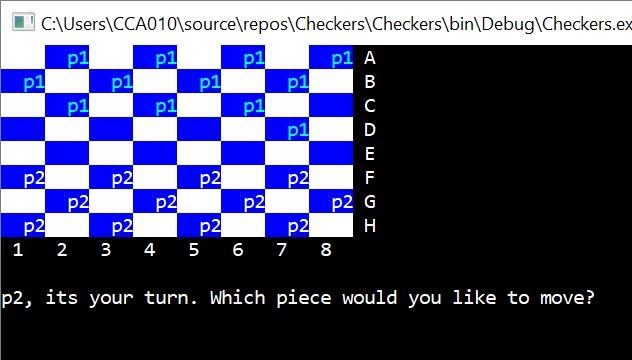 C:\Users\CCA010\source\repos\Checkers\Checkers\bin\Debug\Checkers.ex
p1 p1 p1 p1 A
p1 p1 p1 p1 B
p1 p1 p1 C
p1 D
E
p2 p2 p2 p2 F
p2 p2 p2 p2 G
p2 p2 p2 p2 H
1 2 3 4 5 6 7 8
p2, its your turn. Which piece would you like to move?